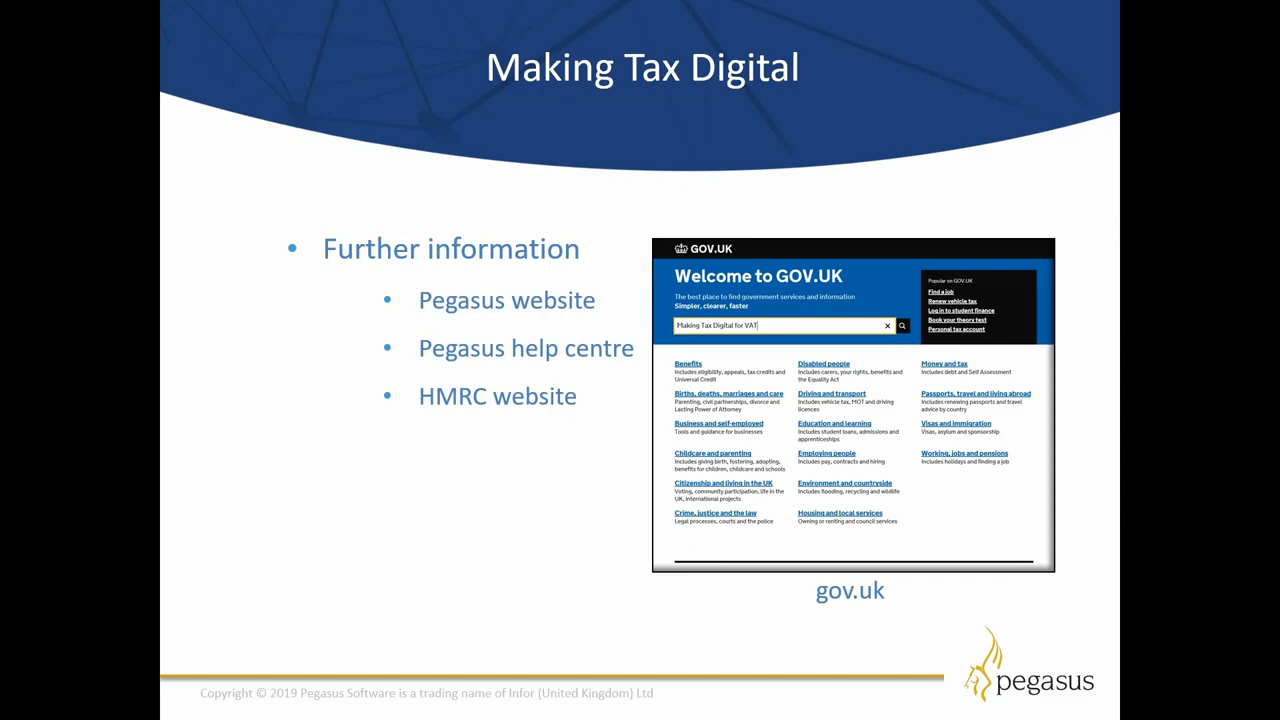 Making Tax Digital
• Further information
• Pegasus website
• Pegasus help centre
• HMRC website
GOV.UK
Welcome to GOV.UK
The best place to find government services and information
Simpler, clearer, faster
Making Tax Digital for VAT
Popular on GOV.UK
Find a job
Renew vehicle tax
Log in to student finance
Book your theory test
Personal tax account
Benefits
Includes eligibility, appeals, tax credits and
Universal Credit
Births, deaths, marriages and care
Parenting, civil partnerships, divorce and
Lasting Power of Attorney
Business and self-employed
Tools and guidance for businesses
Childcare and parenting
Includes giving birth, fostering, adopting,
benefits for children, childcare and schools
Citizenship and living in the UK
Voting, community participation, life in the
UK, international projects
Crime, justice and the law
Legal processes, courts and the police
Disabled people
Includes carers, your rights, benefits and
the Equality Act
Driving and transport
Includes vehicle tax, MOT and driving
licences
Education and learning
Includes student loans, admissions and
apprenticeships
Employing people
Includes pay, contracts and hiring
Environment and countryside
Includes flooding, recycling and wildlife
Housing and local services
Owning or renting and council services
Money and tax
Includes debt and Self Assessment
Passports, travel and living abroad
Includes renewing passports and travel
advice by country
Visas and immigration
Visas, asylum and sponsorship
Working, jobs and pensions
Includes holidays and finding a job
gov.uk
Copyright © 2019 Pegasus Software is a trading name of Infor (United Kingdom) Ltd
pegasus